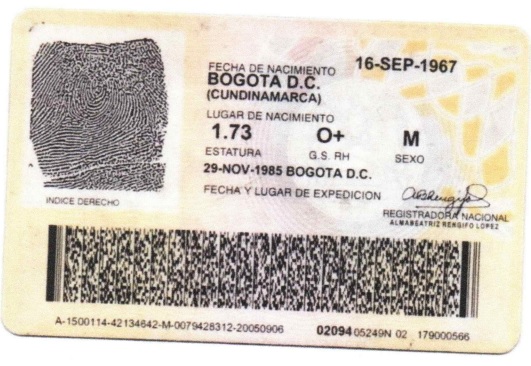 FECHA DE NACIMIENTO 16-SEP-1967
BOGOTA D.C.
(CUNDINAMARCA)
LUGAR DE NACIMIENTO
1.73 O+ M
ESTATURA G.S. RH SEXO
29-NOV-1985 BOGOTA D.C.
FECHA Y LUGAR DE EXPEDICION
INDICE DERECHO
REGISTRADORA NACIONAL
ALMABEATRIZ RENGIFO LOPEZ
A-1500114-42134642-M-0079428312-20050906 02094 05249N 02 179000566